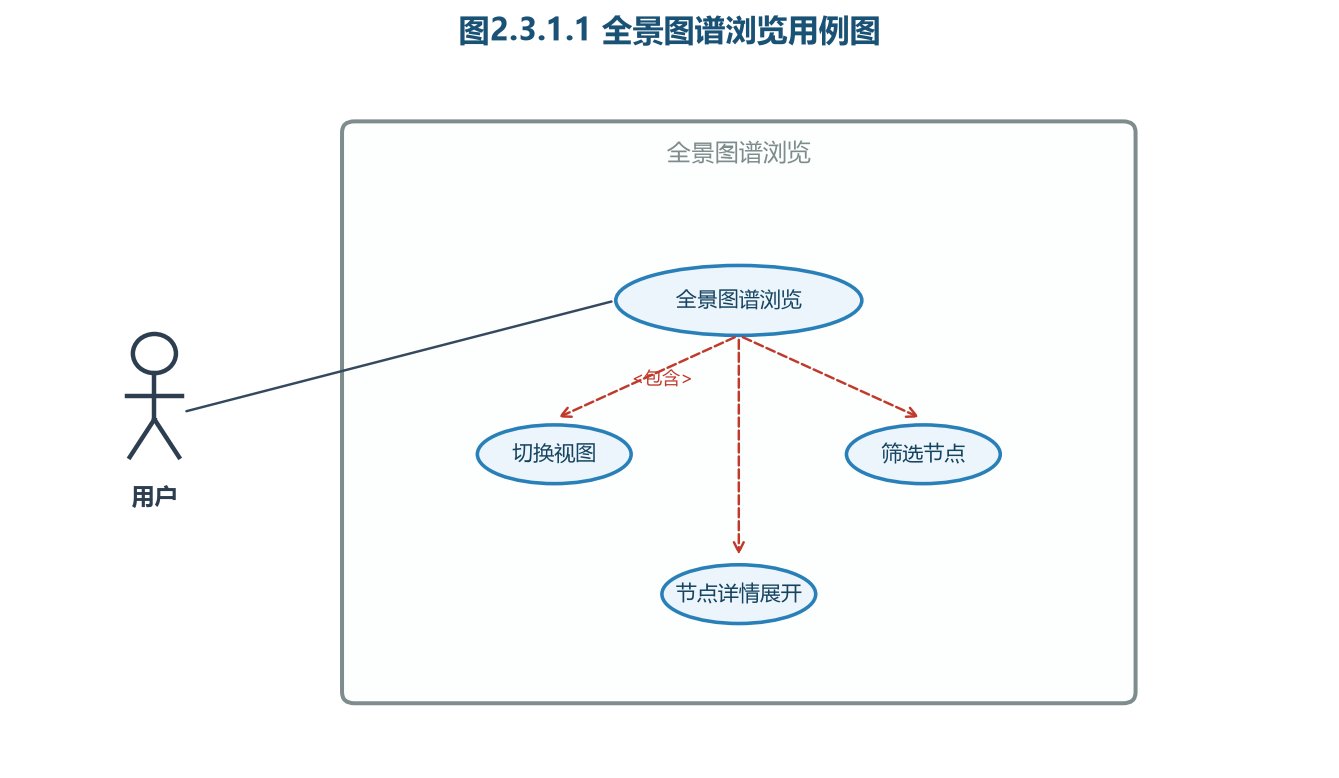 图2.3.1.1 全景图谱浏览用例图
全景图谱浏览
全景图谱浏览
<包含>
切换视图
筛选节点
用户
节点详情展开